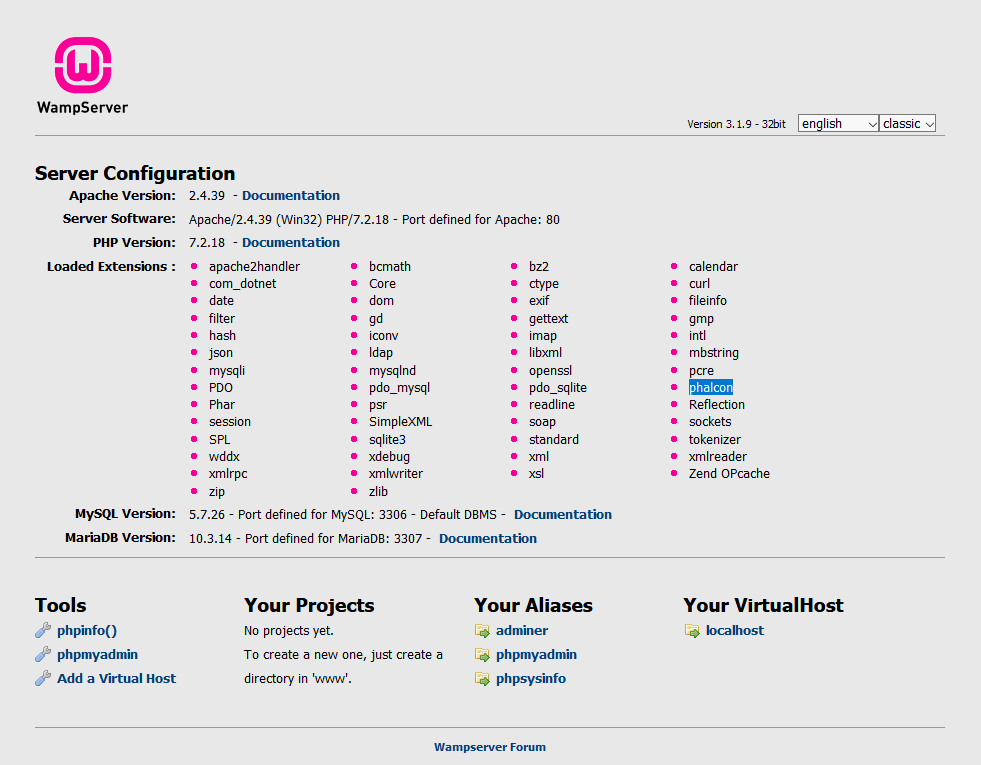 W
WampServer
Version 3.1.9 - 32bit english classic
Server Configuration
Apache Version: 2.4.39 - Documentation
Server Software: Apache/2.4.39 (Win32) PHP/7.2.18 - Port defined for Apache: 80
PHP Version: 7.2.18 - Documentation
Loaded Extensions : apache2handler bcmath bz2 calendar
com_dotnet Core ctype curl
date dom exif fileinfo
filter gd gettext gmp
hash iconv imap intl
json ldap libxml mbstring
mysqli mysqlnd openssl pcre
PDO pdo_mysql pdo_sqlite phalcon
Phar psr readline Reflection
session SimpleXML soap sockets
SPL sqlite3 standard tokenizer
wddx xdebug xml xmlreader
xmlrpc xmlwriter xsl Zend OPcache
zip zlib
MySQL Version: 5.7.26 - Port defined for MySQL: 3306 - Default DBMS - Documentation
MariaDB Version: 10.3.14 - Port defined for MariaDB: 3307 - Documentation
Tools Your Projects Your Aliases Your VirtualHost
phpinfo() No projects yet. adminer localhost
phpmyadmin To create a new one, just create a phpmyadmin
Add a Virtual Host directory in 'www'. phpsysinfo
Wampserver Forum